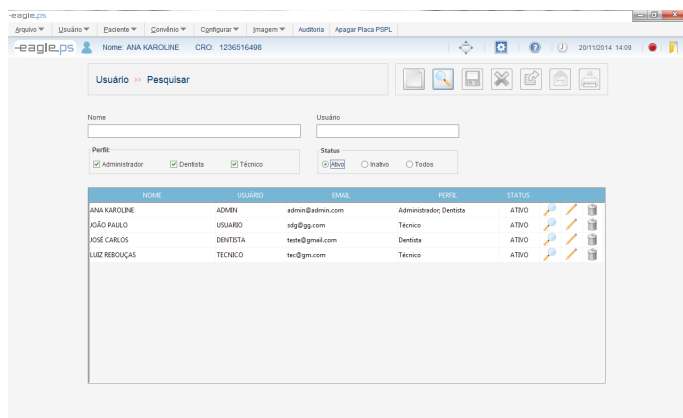 -eagle.ps
Arquivo Usuário Paciente Convênio Configurar Imagem Auditoria Apagar Placa PSPL
-eagle.ps Nome: ANA KAROLINE CRO: 1236516498 20/11/2014 14:09
Usuário >> Pesquisar
Nome Usuário
Perfil: Status
Administrador Dentista Técnico Ativo Inativo Todos
NOME USUÁRIO EMAIL PERFIL STATUS
ANA KAROLINE ADMIN admin@admin.com Administrador; Dentista ATIVO
JOÃO PAULO USUARIO sdg@gg.com Técnico ATIVO
JOSÉ CARLOS DENTISTA teste@gmail.com Dentista ATIVO
LUIZ REBOUÇAS TECNICO tec@gm.com Técnico ATIVO